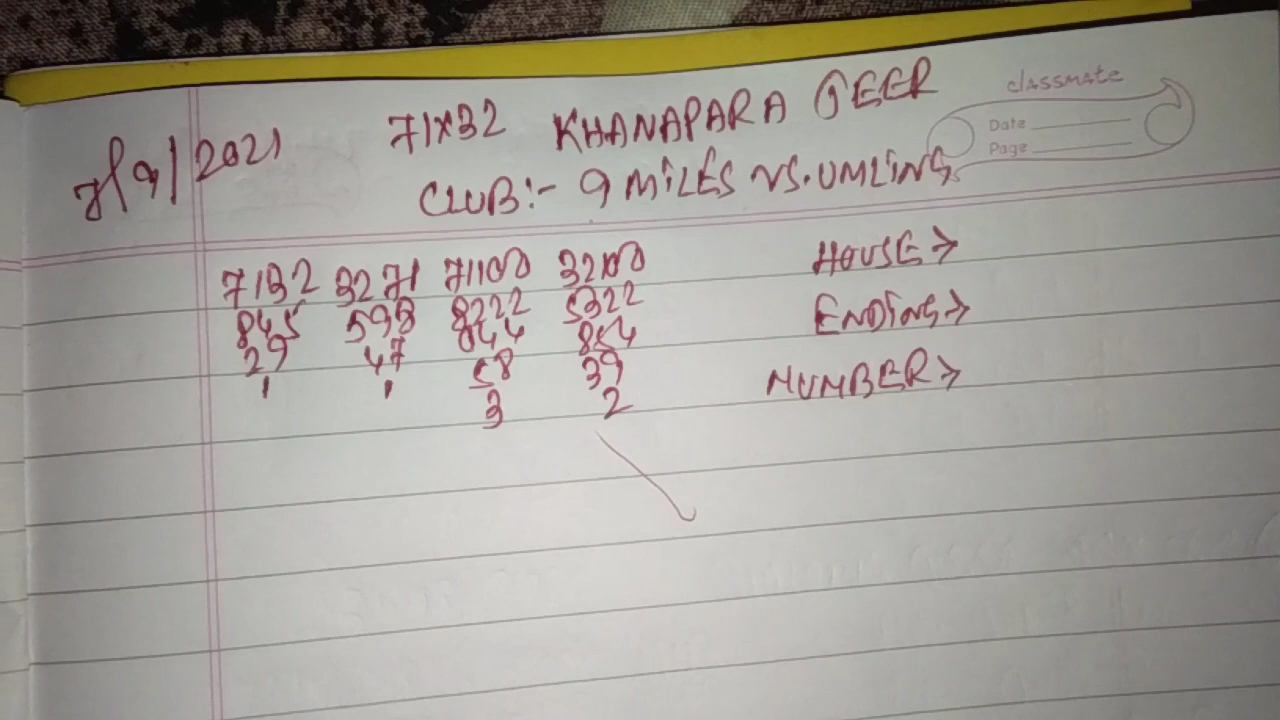 7/9/2021
71x32 KHANAPARA TEER
classmate
Date
Page
CLUB:- 9 MILES VS. UMLING
7132 3271 71100 32100
HOUSE >
845 598 8222 5322
ENDING >
29 47 844 854
1 1 58 39
NUMBER >
3 2